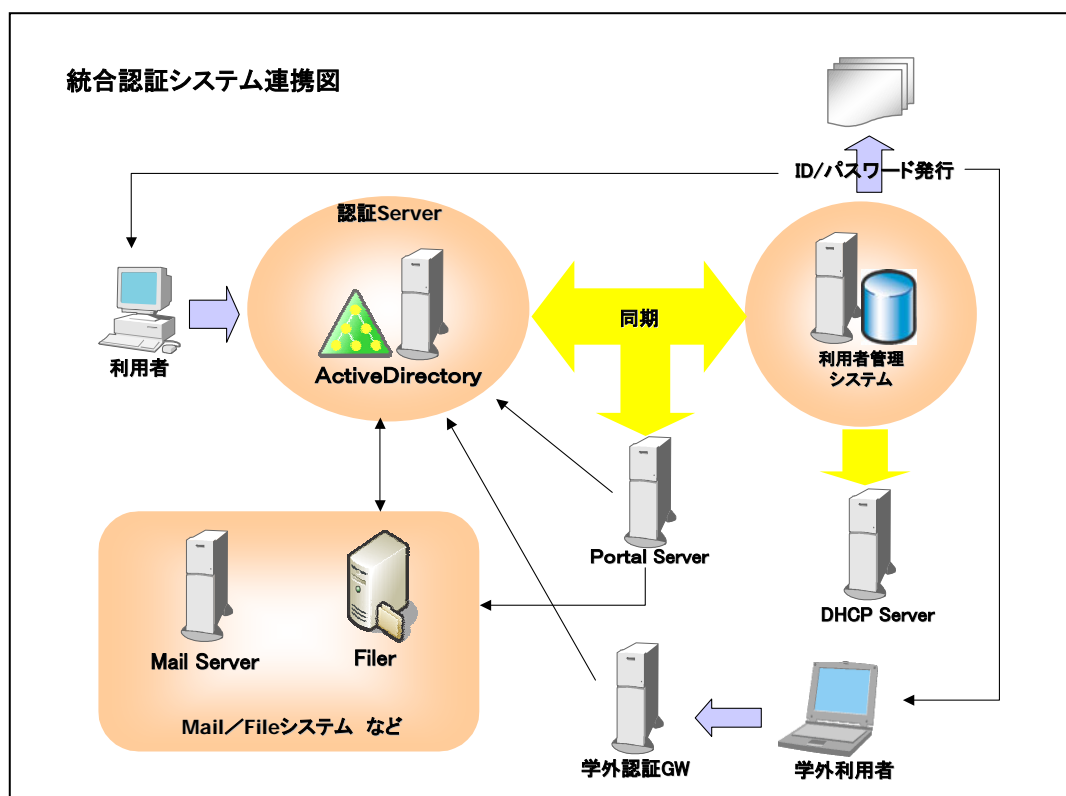 統合認証システム連携図
ID/パスワード発行
認証Server
同期
利用者
ActiveDirectory
利用者管理
システム
Portal Server
DHCP Server
Mail Server
Filer
Mail／Fileシステム など
学外認証GW
学外利用者